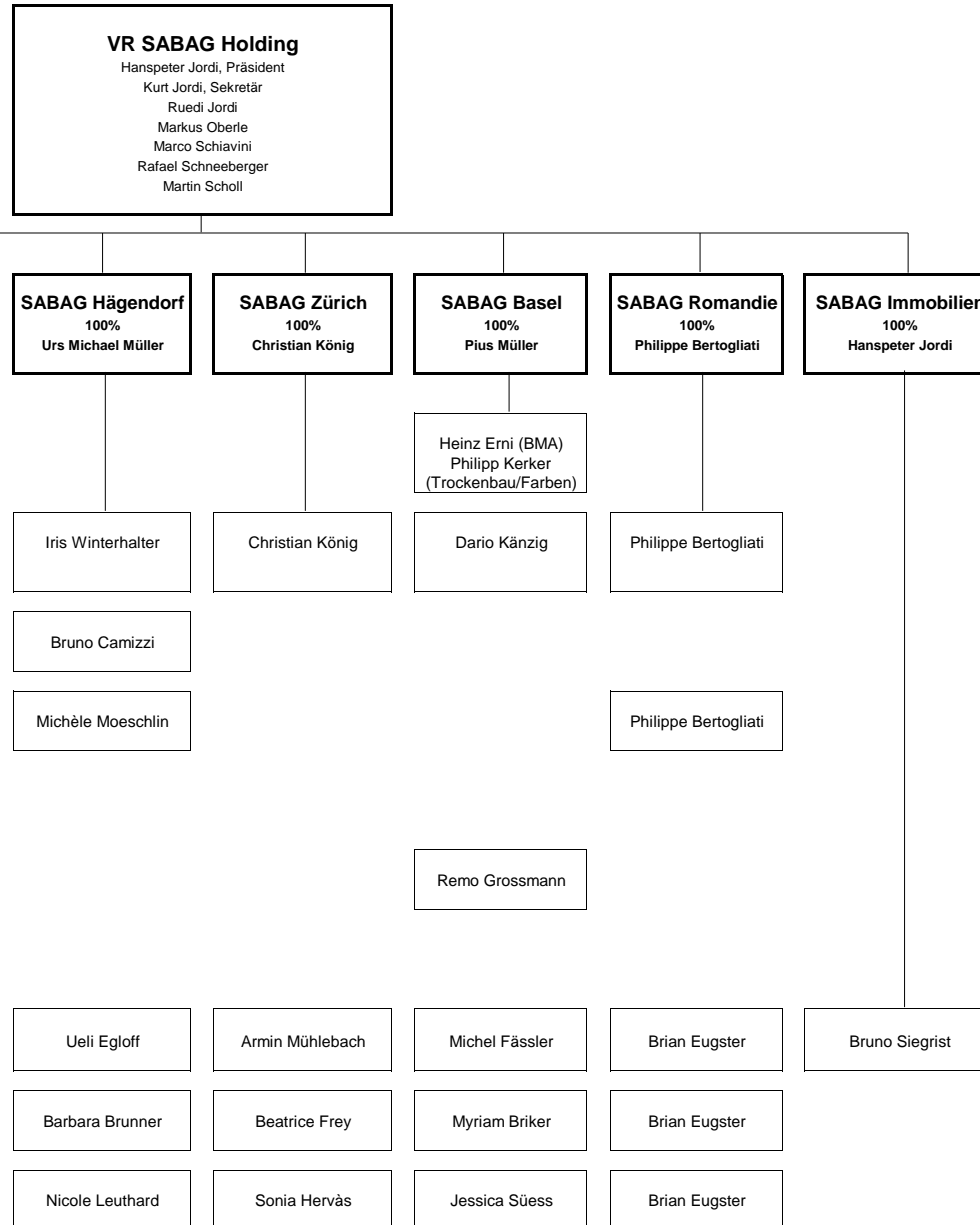 VR SABAG Holding
Hanspeter Jordi, Präsident
Kurt Jordi, Sekretär
Ruedi Jordi
Markus Oberle
Marco Schiavini
Rafael Schneeberger
Martin Scholl
SABAG Hägendorf
100%
Urs Michael Müller
SABAG Zürich
100%
Christian König
SABAG Basel
100%
Pius Müller
SABAG Romandie
100%
Philippe Bertogliati
SABAG Immobilien
100%
Hanspeter Jordi
Heinz Erni (BMA)
Philipp Kerker
(Trockenbau/Farben)
Iris Winterhalter
Christian König
Dario Känzig
Philippe Bertogliati
Bruno Camizzi
Michèle Moeschlin
Philippe Bertogliati
Remo Grossmann
Ueli Egloff
Armin Mühlebach
Michel Fässler
Brian Eugster
Bruno Siegrist
Barbara Brunner
Beatrice Frey
Myriam Briker
Brian Eugster
Nicole Leuthard
Sonia Hervàs
Jessica Süess
Brian Eugster